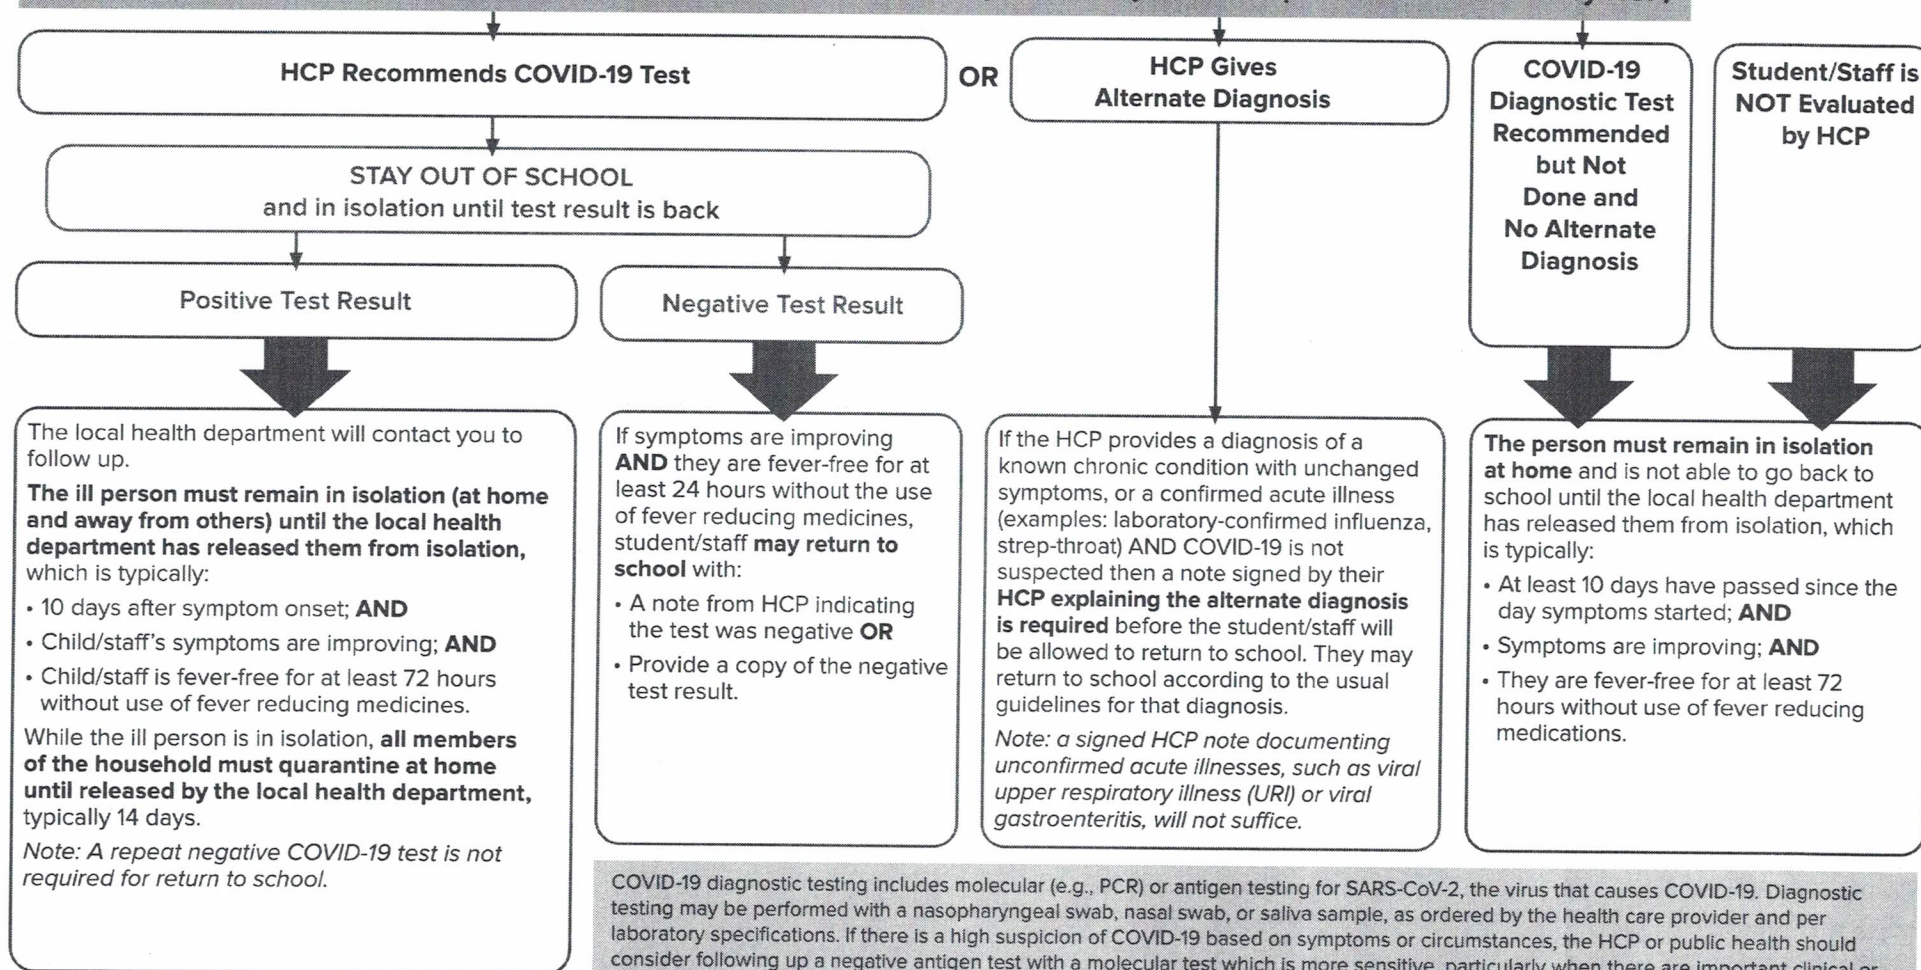 HCP Recommends COVID-19 Test
OR
HCP Gives
Alternate Diagnosis
COVID-19
Diagnostic Test
Recommended
but Not
Done and
No Alternate
Diagnosis
Student/Staff is
NOT Evaluated
by HCP
STAY OUT OF SCHOOL
and in isolation until test result is back
Positive Test Result
Negative Test Result
The local health department will contact you to
follow up.
The ill person must remain in isolation (at home
and away from others) until the local health
department has released them from isolation,
which is typically:
• 10 days after symptom onset; AND
• Child/staff's symptoms are improving; AND
• Child/staff is fever-free for at least 72 hours
without use of fever reducing medicines.
While the ill person is in isolation, all members
of the household must quarantine at home
until released by the local health department,
typically 14 days.
Note: A repeat negative COVID-19 test is not
required for return to school.
If symptoms are improving
AND they are fever-free for at
least 24 hours without the use
of fever reducing medicines,
student/staff may return to
school with:
• A note from HCP indicating
the test was negative OR
• Provide a copy of the negative
test result.
If the HCP provides a diagnosis of a
known chronic condition with unchanged
symptoms, or a confirmed acute illness
(examples: laboratory-confirmed influenza,
strep-throat) AND COVID-19 is not
suspected then a note signed by their
HCP explaining the alternate diagnosis
is required before the student/staff will
be allowed to return to school. They may
return to school according to the usual
guidelines for that diagnosis.
Note: a signed HCP note documenting
unconfirmed acute illnesses, such as viral
upper respiratory illness (URI) or viral
gastroenteritis, will not suffice.
The person must remain in isolation
at home and is not able to go back to
school until the local health department
has released them from isolation, which
is typically:
• At least 10 days have passed since the
day symptoms started; AND
• Symptoms are improving; AND
• They are fever-free for at least 72
hours without use of fever reducing
medications.
COVID-19 diagnostic testing includes molecular (e.g., PCR) or antigen testing for SARS-CoV-2, the virus that causes COVID-19. Diagnostic
testing may be performed with a nasopharyngeal swab, nasal swab, or saliva sample, as ordered by the health care provider and per
laboratory specifications. If there is a high suspicion of COVID-19 based on symptoms or circumstances, the HCP or public health should
consider following up a negative antigen test with a molecular test which is more sensitive, particularly when there are important clinical or